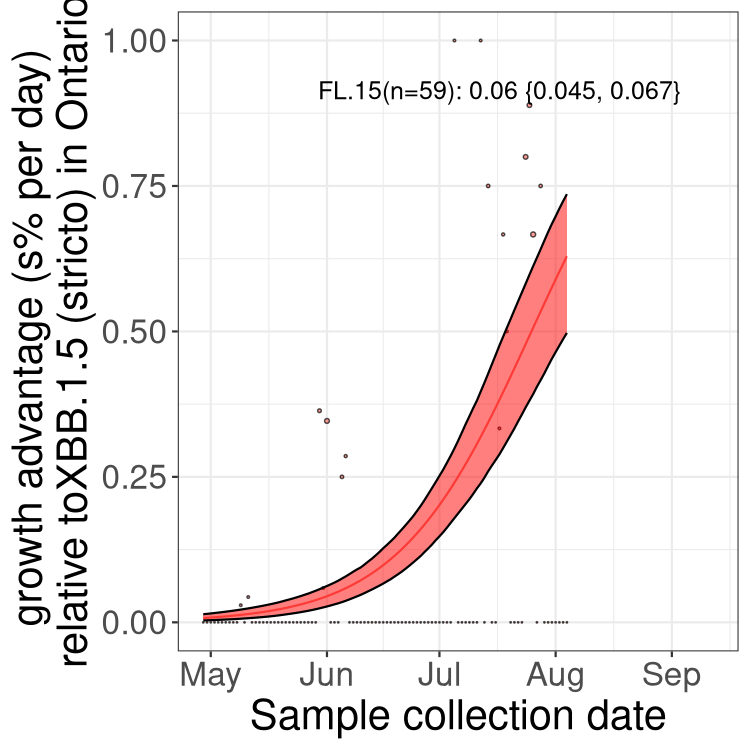 growth advantage (s% per day)
relative toXBB.1.5 (stricto) in Ontario
1.00
0.75
0.50
0.25
0.00
FL.15(n=59): 0.06 {0.045, 0.067}
May Jun Jul Aug Sep
Sample collection date